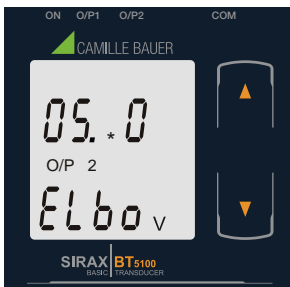 ON O/P1 O/P2 COM
CAMILLE BAUER
05.*0
O/P 2
ELbo V
SIRAX BT5100
BASIC TRANSDUCER